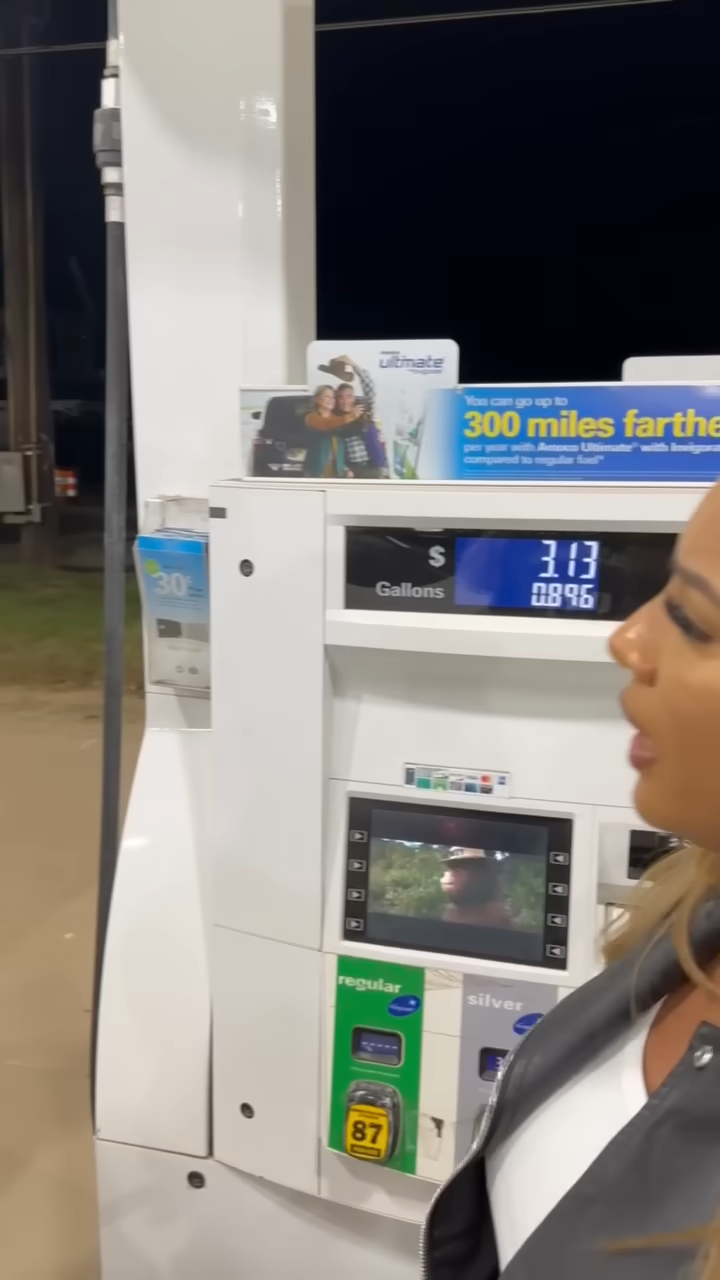 ultimate
You can go up to
300 miles farthe
per year with Amoco Ultimate® with Invigora
compared to regular fuel*
$ 3.13
Gallons 0.896
30¢
regular
silver
87